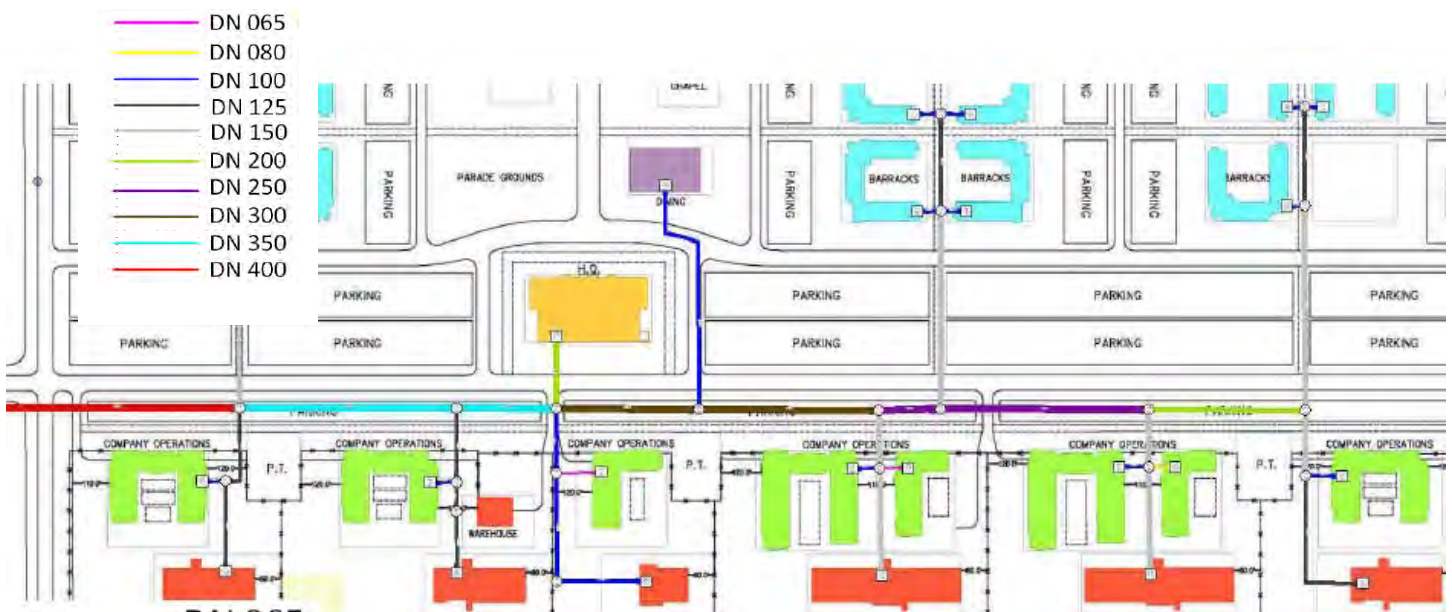 DN 065
DN 080
DN 100
DN 125
DN 150
DN 200
DN 250
DN 300
DN 350
DN 400
CHAPEL
PARKING
PARADE GROUNDS
DINING
PARKING
BARRACKS
BARRACKS
PARKING
PARKING
BARRACKS
H.Q.
PARKING
PARKING
PARKING
PARKING
PARKING
PARKING
PARKING
PARKING
PARKING
PARKING
COMPANY OPERATIONS
COMPANY OPERATIONS
COMPANY OPERATIONS
COMPANY OPERATIONS
COMPANY OPERATIONS
COMPANY OPERATIONS
P.T.
P.T.
P.T.
WAREHOUSE